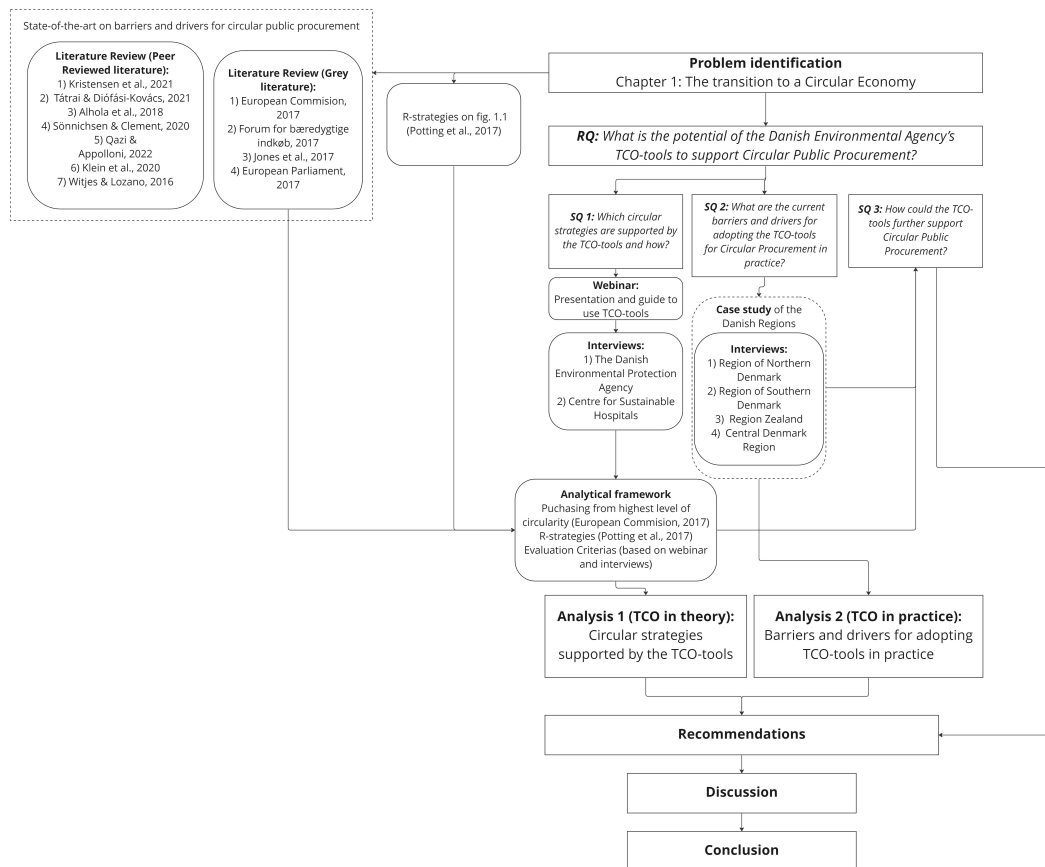 State-of-the-art on barriers and drivers for circular public procurement
Literature Review (Peer
Reviewed literature):
1) Kristensen et al., 2021
2) Tátrai & Diófási-Kovács, 2021
3) Alhola et al., 2018
4) Sönnichsen & Clement, 2020
5) Qazi &
Appolloni, 2022
6) Klein et al., 2020
7) Witjes & Lozano, 2016
Literature Review (Grey
literature):
1) European Commision,
2017
2) Forum for bæredygtige
indkøb, 2017
3) Jones et al., 2017
4) European Parliament,
2017
R-strategies on fig. 1.1
(Potting et al., 2017)
Problem identification
Chapter 1: The transition to a Circular Economy
RQ: What is the potential of the Danish Environmental Agency's
TCO-tools to support Circular Public Procurement?
SQ 1: Which circular
strategies are supported by
the TCO-tools and how?
SQ 2: What are the current
barriers and drivers for
adopting the TCO-tools
for Circular Procurement in
practice?
SQ 3: How could the TCO-
tools further support
Circular Public
Procurement?
Webinar:
Presentation and guide to
use TCO-tools
Interviews:
1) The Danish
Environmental Protection
Agency
2) Centre for Sustainable
Hospitals
Case study of the
Danish Regions
Interviews:
1) Region of Northern
Denmark
2) Region of Southern
Denmark
3) Region Zealand
4) Central Denmark
Region
Analytical framework
Puchasing from highest level of
circularity (European Commision, 2017)
R-strategies (Potting et al., 2017)
Evaluation Criterias (based on webinar
and interviews)
Analysis 1 (TCO in theory):
Circular strategies
supported by the TCO-tools
Analysis 2 (TCO in practice):
Barriers and drivers for adopting
TCO-tools in practice
Recommendations
Discussion
Conclusion